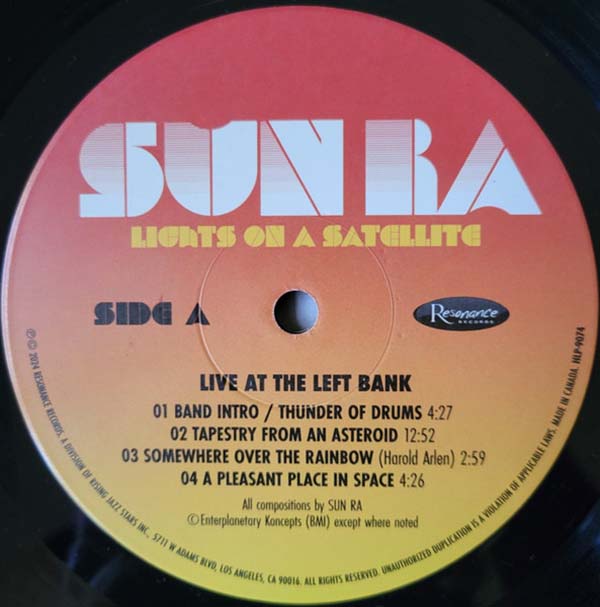 SUN RA
LIGHTS ON A SATELLITE
SIDE A
Resonance
RECORDS
LIVE AT THE LEFT BANK
01 BAND INTRO / THUNDER OF DRUMS 4:27
02 TAPESTRY FROM AN ASTEROID 12:52
03 SOMEWHERE OVER THE RAINBOW (Harold Arlen) 2:59
04 A PLEASANT PLACE IN SPACE 4:26
All compositions by SUN RA
©Enterplanetary Koncepts (BMI) except where noted
℗© 2024 RESONANCE RECORDS, A DIVISION OF RISING JAZZ STARS INC., 5711 W ADAMS BLVD, LOS ANGELES, CA 90016. ALL RIGHTS RESERVED. UNAUTHORIZED DUPLICATION IS A VIOLATION OF APPLICABLE LAWS. MADE IN CANADA. HLP-9074